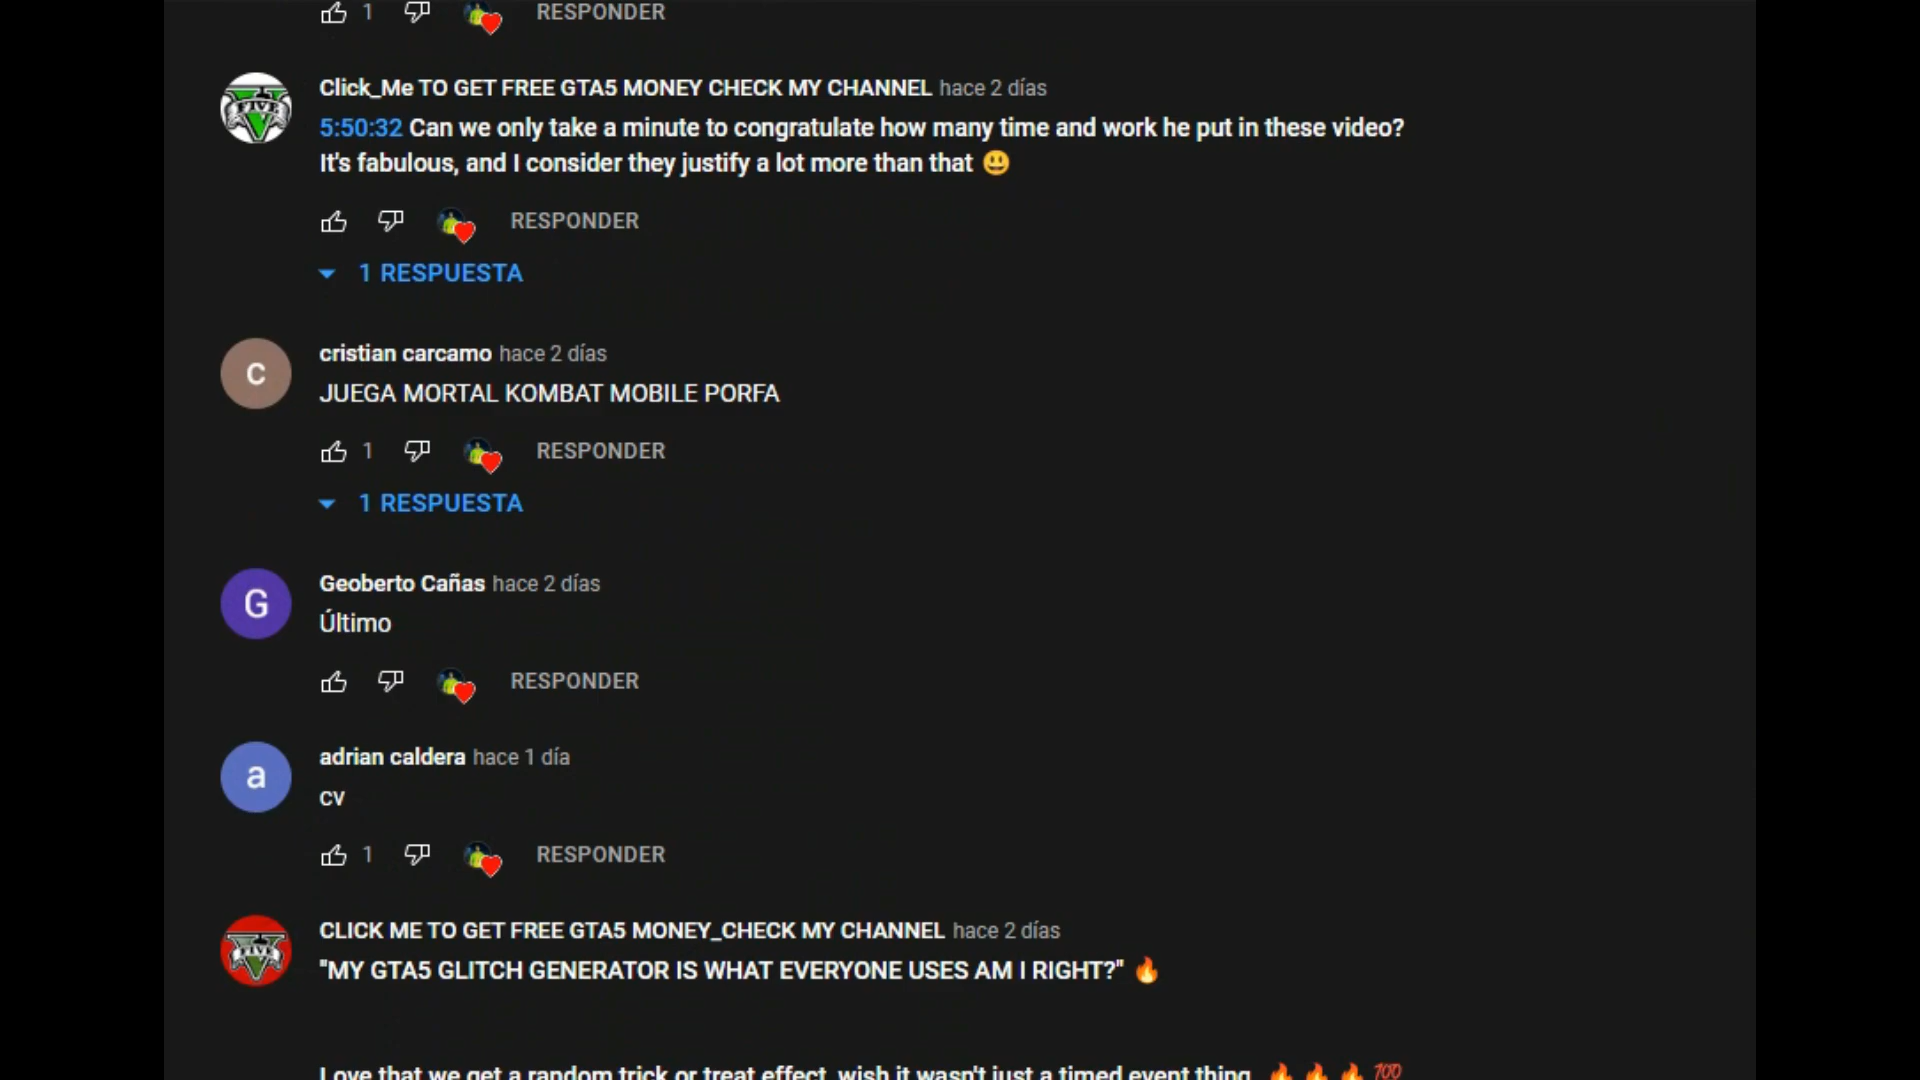 1 RESPONDER
Click_Me TO GET FREE GTA5 MONEY CHECK MY CHANNEL hace 2 días
5:50:32 Can we only take a minute to congratulate how many time and work he put in these video?
It's fabulous, and I consider they justify a lot more than that 😃
RESPONDER
1 RESPUESTA
C
cristian carcamo hace 2 días
JUEGA MORTAL KOMBAT MOBILE PORFA
1 RESPONDER
1 RESPUESTA
G
Geoberto Cañas hace 2 días
Último
RESPONDER
a
adrian caldera hace 1 día
cv
1 RESPONDER
CLICK ME TO GET FREE GTA5 MONEY_CHECK MY CHANNEL hace 2 días
"MY GTA5 GLITCH GENERATOR IS WHAT EVERYONE USES AM I RIGHT?" 🔥
Love that we get a random trick or treat effect, wish it wasn't just a timed event thing. 🔥 🔥 🔥 💯